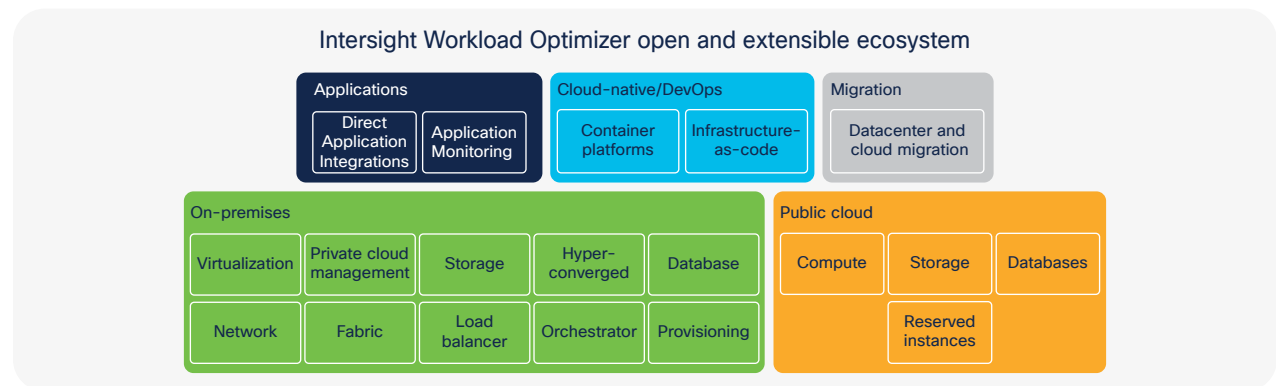 Intersight Workload Optimizer open and extensible ecosystem
Applications
Direct
Application
Integrations
Application
Monitoring
Cloud-native/DevOps
Container
platforms
Infrastructure-
as-code
Migration
Datacenter and
cloud migration
On-premises
Virtualization
Private cloud
management
Storage
Hyper-
converged
Database
Network
Fabric
Load
balancer
Orchestrator
Provisioning
Public cloud
Compute
Storage
Databases
Reserved
instances